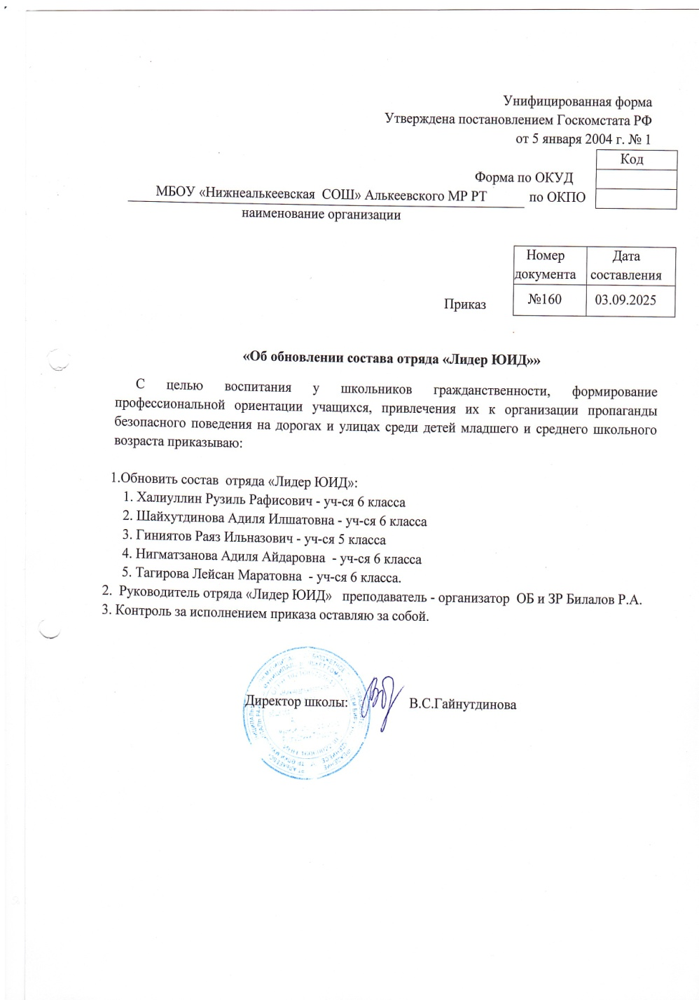 Унифицированная форма
Утверждена постановлением Госкомстата РФ
от 5 января 2004 г. № 1
Код
Форма по ОКУД
МБОУ «Нижнеалькеевская СОШ» Алькеевского МР РТ по ОКПО
наименование организации
Номер Дата
документа составления
Приказ №160 03.09.2025
«Об обновлении состава отряда «Лидер ЮИД»»
С целью воспитания у школьников гражданственности, формирование
профессиональной ориентации учащихся, привлечения их к организации пропаганды
безопасного поведения на дорогах и улицах среди детей младшего и среднего школьного
возраста приказываю:
1.Обновить состав отряда «Лидер ЮИД»:
1. Халиуллин Рузиль Рафисович - уч-ся 6 класса
2. Шайхутдинова Адиля Илшатовна - уч-ся 6 класса
3. Гиниятов Раяз Ильназович - уч-ся 5 класса
4. Нигматзанова Адиля Айдаровна - уч-ся 6 класса
5. Тагирова Лейсан Маратовна - уч-ся 6 класса.
2. Руководитель отряда «Лидер ЮИД» преподаватель - организатор ОБ и ЗР Билалов Р.А.
3. Контроль за исполнением приказа оставляю за собой.
Директор школы: В.С.Гайнутдинова